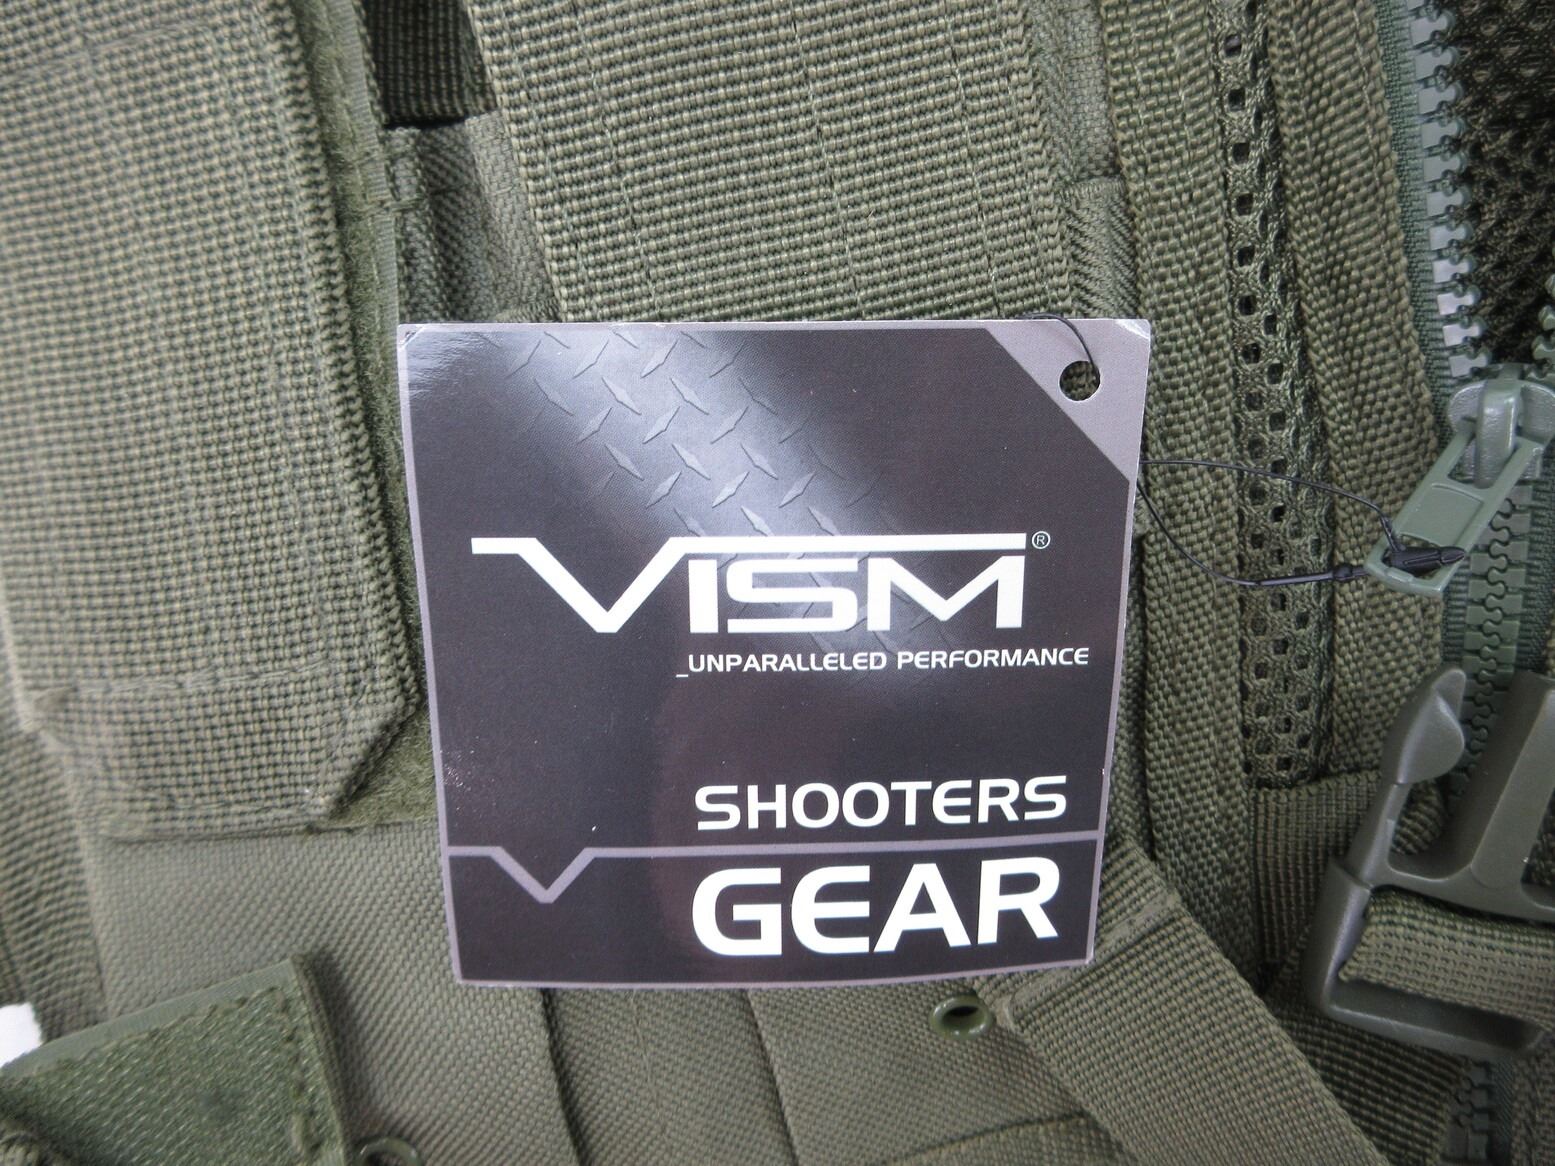 VISM®
_UNPARALLELED PERFORMANCE
SHOOTERS
GEAR